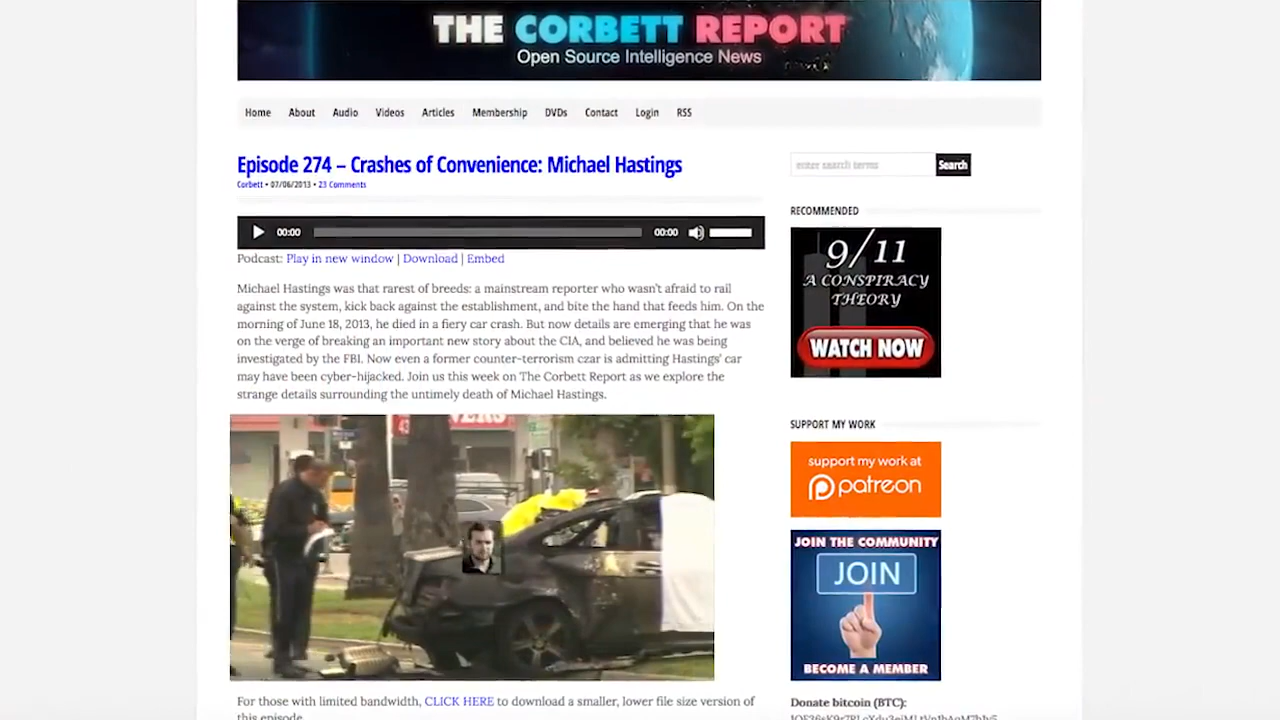 THE CORBETT REPORT
Open Source Intelligence News
Home About Audio Videos Articles Membership DVDs Contact Login RSS
Episode 274 – Crashes of Convenience: Michael Hastings
Corbett • 07/06/2013 • 23 Comments
00:00 00:00
Podcast: Play in new window | Download | Embed
Michael Hastings was that rarest of breeds: a mainstream reporter who wasn't afraid to rail
against the system, kick back against the establishment, and bite the hand that feeds him. On the
morning of June 18, 2013, he died in a fiery car crash. But now details are emerging that he was
on the verge of breaking an important new story about the CIA, and believed he was being
investigated by the FBI. Now even a former counter-terrorism czar is admitting Hastings' car
may have been cyber-hijacked. Join us this week on The Corbett Report as we explore the
strange details surrounding the untimely death of Michael Hastings.
43
For those with limited bandwidth, CLICK HERE to download a smaller, lower file size version of
this episode.
enter search terms Search
RECOMMENDED
9/11
A CONSPIRACY
THEORY
WATCH NOW
SUPPORT MY WORK
support my work at
patreon
JOIN THE COMMUNITY
JOIN
BECOME A MEMBER
Donate bitcoin (BTC):